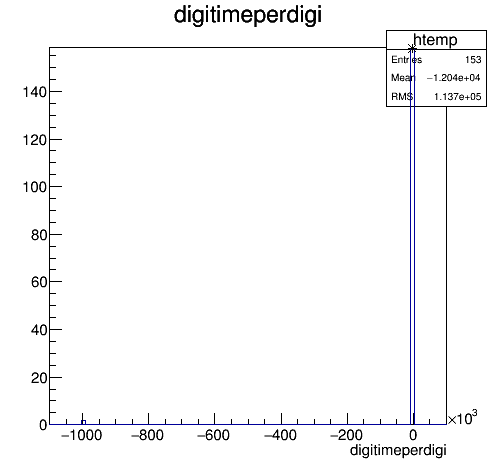 digitimeperdigi
htemp
Entries 153
Mean −1.204e+04
RMS 1.137e+05
140
120
100
80
60
40
20
0
−1000 −800 −600 −400 −200 0 ×10³
digitimeperdigi